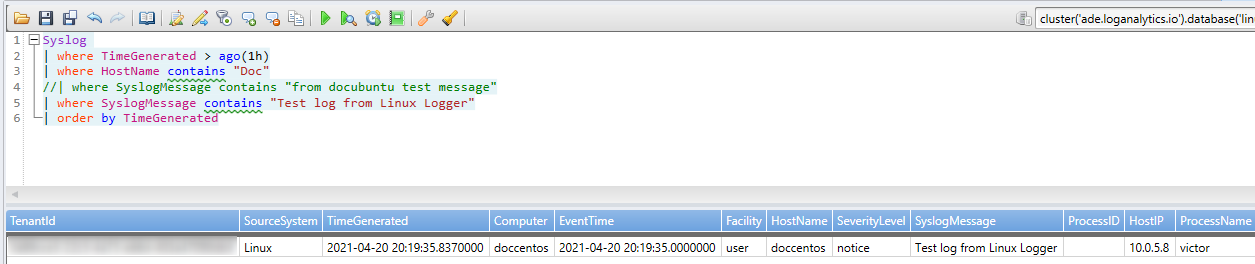 cluster('ade.loganalytics.io').database('lin
1 Syslog
2 | where TimeGenerated > ago(1h)
3 | where HostName contains "Doc"
4 //| where SyslogMessage contains "from docubuntu test message"
5 | where SyslogMessage contains "Test log from Linux Logger"
6 | order by TimeGenerated
TenantId SourceSystem TimeGenerated Computer EventTime Facility HostName SeverityLevel SyslogMessage ProcessID HostIP ProcessName
Linux 2021-04-20 20:19:35.8370000 doccentos 2021-04-20 20:19:35.0000000 user doccentos notice Test log from Linux Logger 10.0.5.8 victor